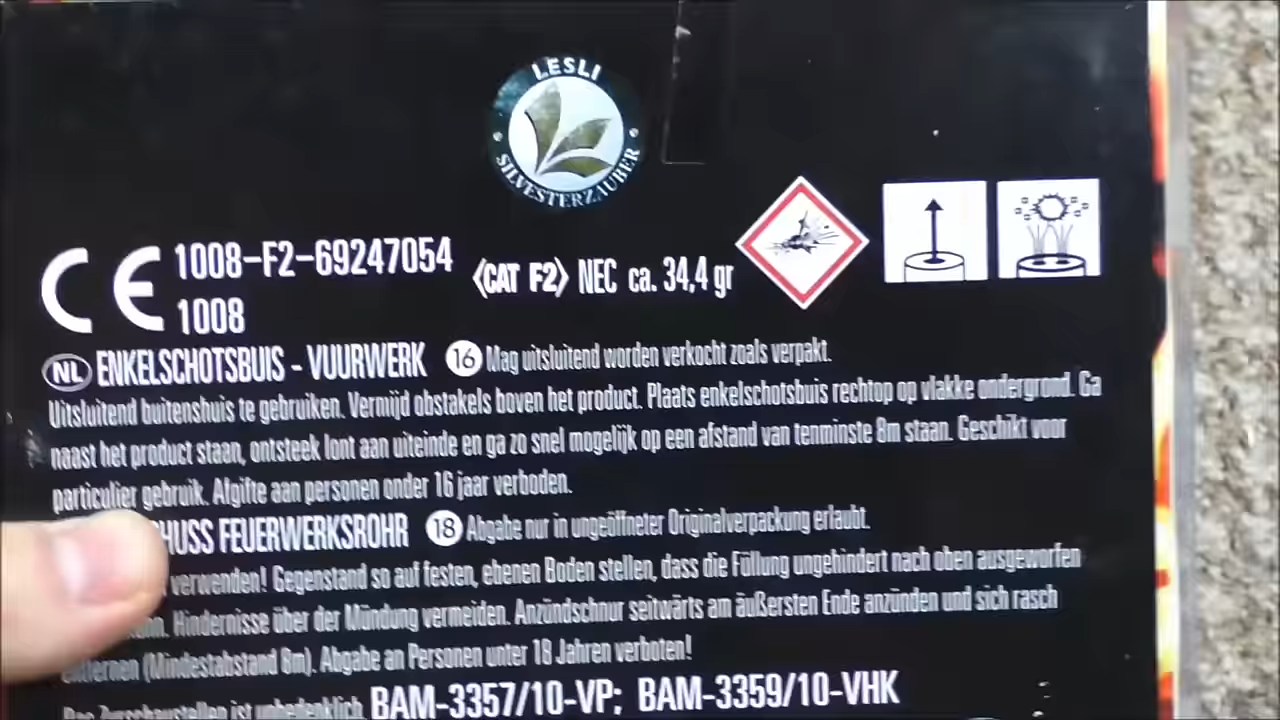 LESLI
SILVESTERZAUBER
CE 1008-F2-69247054
1008
<CAT F2> NEC ca. 34,4 gr
NL ENKELSCHOTSBUIS - VUURWERK 16 Mag uitsluitend worden verkocht zoals verpakt.
Uitsluitend buitenshuis te gebruiken. Vermijd obstakels boven het product. Plaats enkelschotsbuis rechtop op vlakke ondergrond. Ga
naast het product staan, ontsteek lont aan uiteinde en ga zo snel mogelijk op een afstand van tenminste 8m staan. Geschikt voor
particulier gebruik. Afgifte aan personen onder 16 jaar verboden.
HUSS FEUERWERKSROHR 18 Abgabe nur in ungeöffneter Originalverpackung erlaubt.
verwenden! Gegenstand so auf festen, ebenen Boden stellen, dass die Füllung ungehindert nach oben ausgeworfen
Hindernisse über der Mündung vermeiden. Anzündschnur seitwärts am äußersten Ende anzünden und sich rasch
entfernen (Mindestabstand 8m). Abgabe an Personen unter 18 Jahren verboten!
Das Zurschaustellen ist unbedenklich BAM-3357/10-VP; BAM-3359/10-VHK